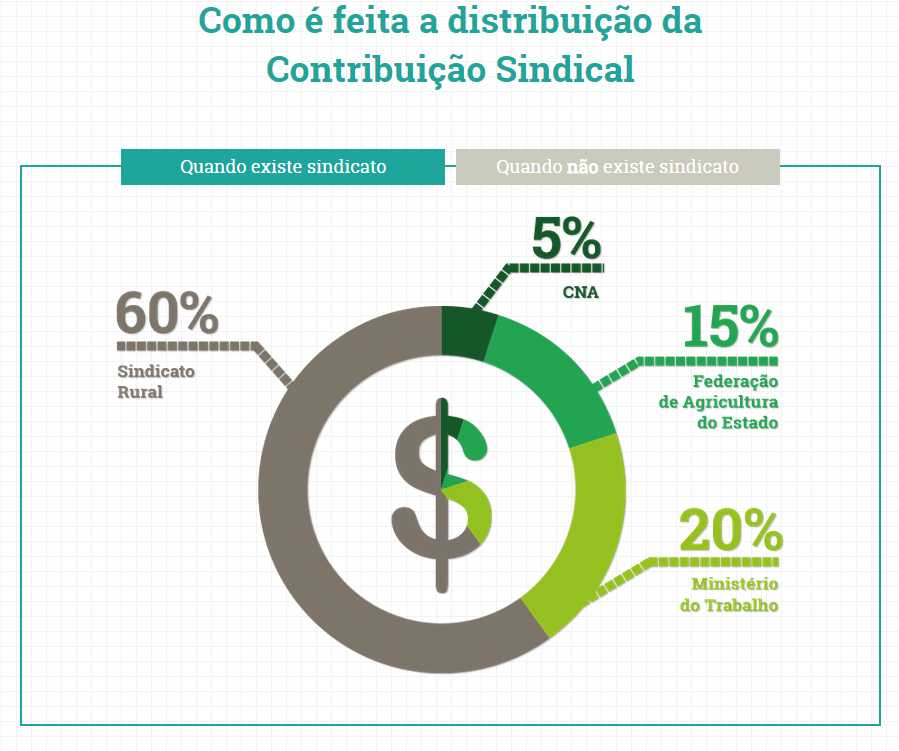 Como é feita a distribuição da
Contribuição Sindical
Quando existe sindicato
Quando não existe sindicato
5%
CNA
60%
Sindicato
Rural
15%
Federação
de Agricultura
do Estado
20%
Ministério
do Trabalho